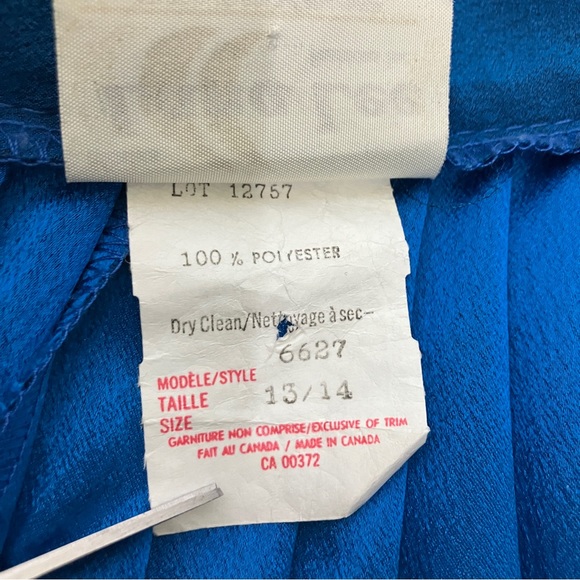 LOT 12757
100 % POLYESTER
Dry Clean/Nettoyage à sec-
6627
MODÈLE/STYLE
TAILLE 13/14
SIZE
GARNITURE NON COMPRISE/EXCLUSIVE OF TRIM
FAIT AU CANADA / MADE IN CANADA
CA 00372